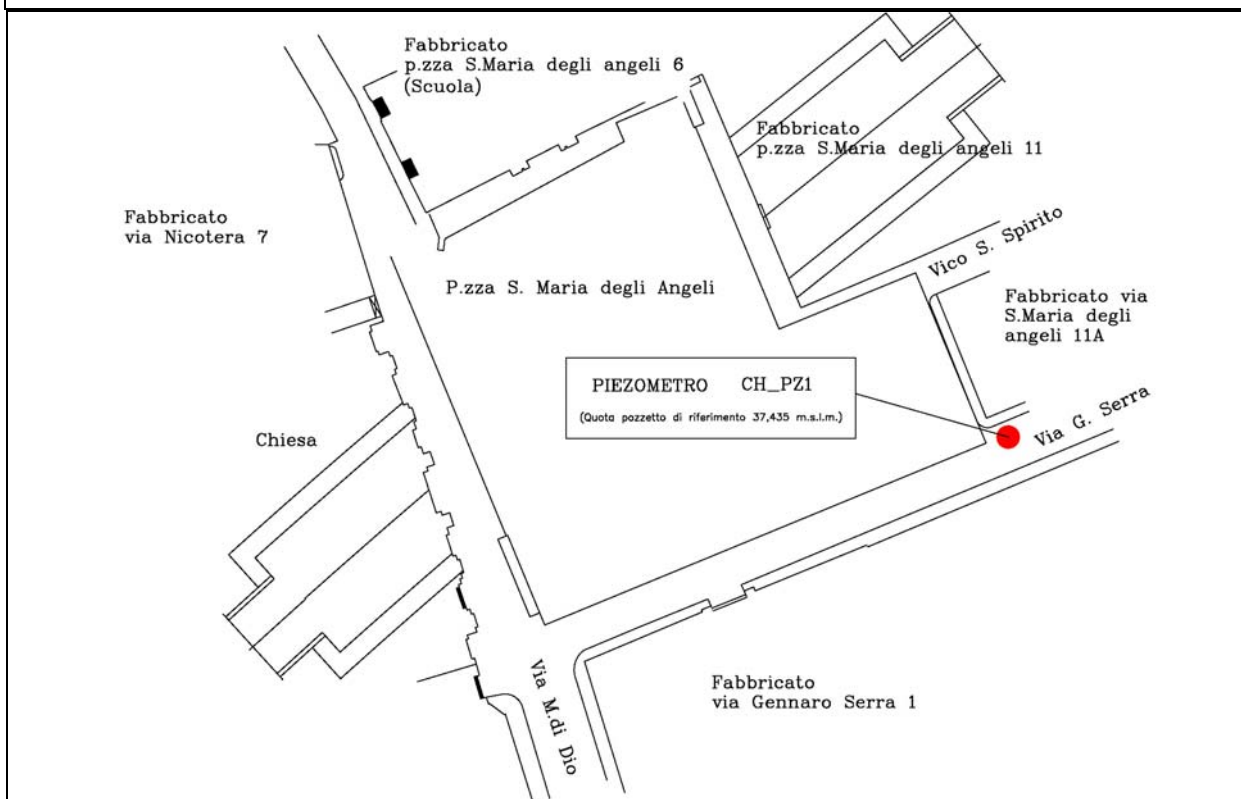 Fabbricato
p.zza S.Maria degli angeli 6
(Scuola)
Fabbricato
p.zza S.Maria degli angeli 11
Fabbricato
via Nicotera 7
Vico S. Spirito
P.zza S. Maria degli Angeli
Fabbricato via
S.Maria degli
angeli 11A
PIEZOMETRO CH_PZ1
(Quota pozzetto di riferimento 37,435 m.s.l.m.)
Via G. Serra
Chiesa
Via M.di Dio
Fabbricato
via Gennaro Serra 1